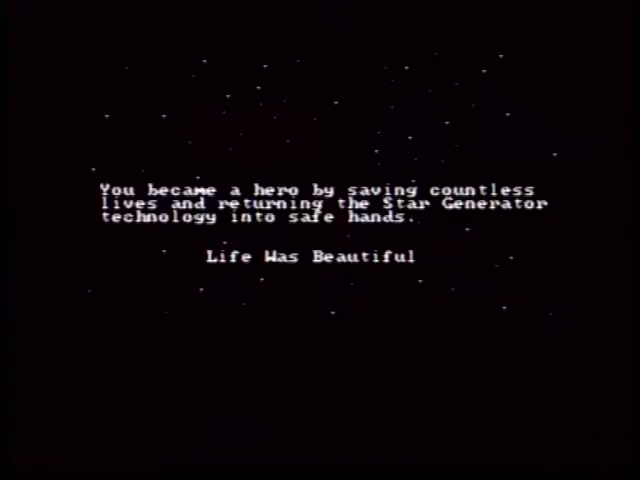 You became a hero by saving countless
lives and returning the Star Generator
technology into safe hands.
Life Was Beautiful